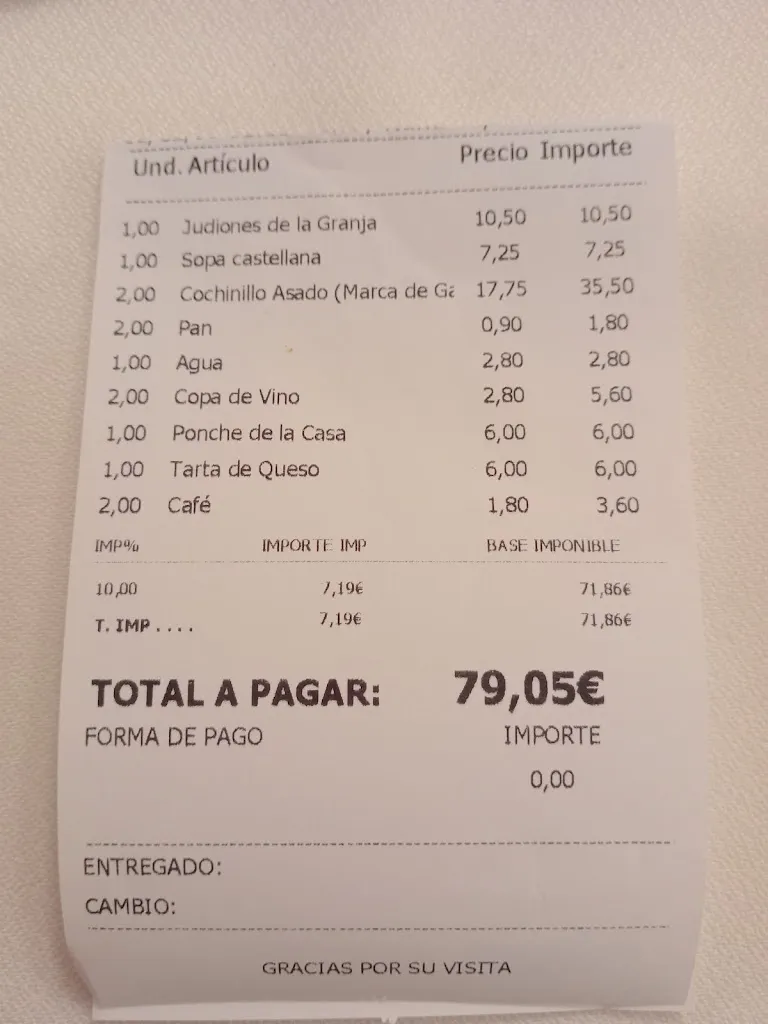 Und. Artículo Precio Importe
1,00 Judiones de la Granja 10,50 10,50
1,00 Sopa castellana 7,25 7,25
2,00 Cochinillo Asado (Marca de Ga 17,75 35,50
2,00 Pan 0,90 1,80
1,00 Agua 2,80 2,80
2,00 Copa de Vino 2,80 5,60
1,00 Ponche de la Casa 6,00 6,00
1,00 Tarta de Queso 6,00 6,00
2,00 Café 1,80 3,60
IMP% IMPORTE IMP BASE IMPONIBLE
10,00 7,19€ 71,86€
T. IMP .... 7,19€ 71,86€
TOTAL A PAGAR: 79,05€
FORMA DE PAGO IMPORTE
0,00
ENTREGADO:
CAMBIO:
GRACIAS POR SU VISITA